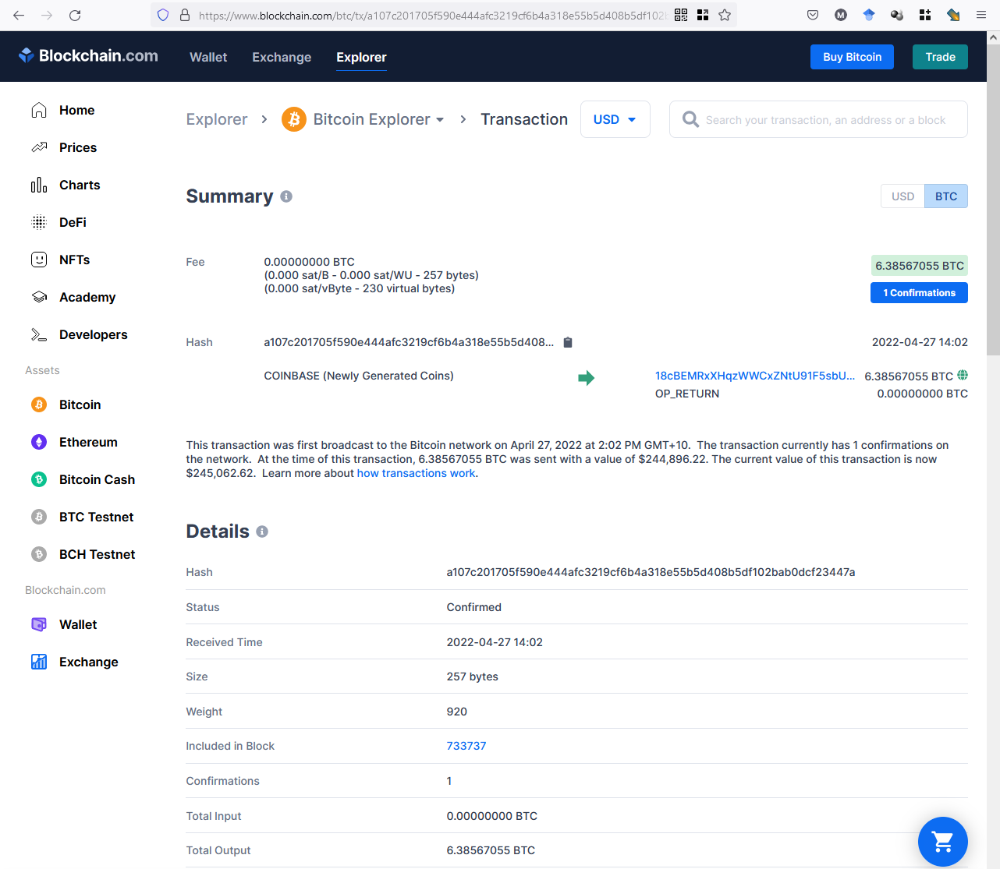 https://www.blockchain.com/btc/tx/a107c201705f590e444afc3219cf6b4a318e55b5d408b5df102b
M
Blockchain.com
Wallet
Exchange
Explorer
Buy Bitcoin
Trade
Home
Prices
Charts
DeFi
NFTs
Academy
Developers
Assets
Bitcoin
Ethereum
Bitcoin Cash
BTC Testnet
BCH Testnet
Blockchain.com
Wallet
Exchange
Explorer > Bitcoin Explorer > Transaction
USD
Search your transaction, an address or a block
Summary
USD BTC
Fee
0.00000000 BTC
(0.000 sat/B - 0.000 sat/WU - 257 bytes)
(0.000 sat/vByte - 230 virtual bytes)
6.38567055 BTC
1 Confirmations
Hash
a107c201705f590e444afc3219cf6b4a318e55b5d408...
2022-04-27 14:02
COINBASE (Newly Generated Coins)
18cBEMRxXHqzWWCxZNtU91F5sbU... 6.38567055 BTC
OP_RETURN 0.00000000 BTC
This transaction was first broadcast to the Bitcoin network on April 27, 2022 at 2:02 PM GMT+10. The transaction currently has 1 confirmations on
the network. At the time of this transaction, 6.38567055 BTC was sent with a value of $244,896.22. The current value of this transaction is now
$245,062.62. Learn more about how transactions work.
Details
Hash a107c201705f590e444afc3219cf6b4a318e55b5d408b5df102bab0dcf23447a
Status Confirmed
Received Time 2022-04-27 14:02
Size 257 bytes
Weight 920
Included in Block 733737
Confirmations 1
Total Input 0.00000000 BTC
Total Output 6.38567055 BTC